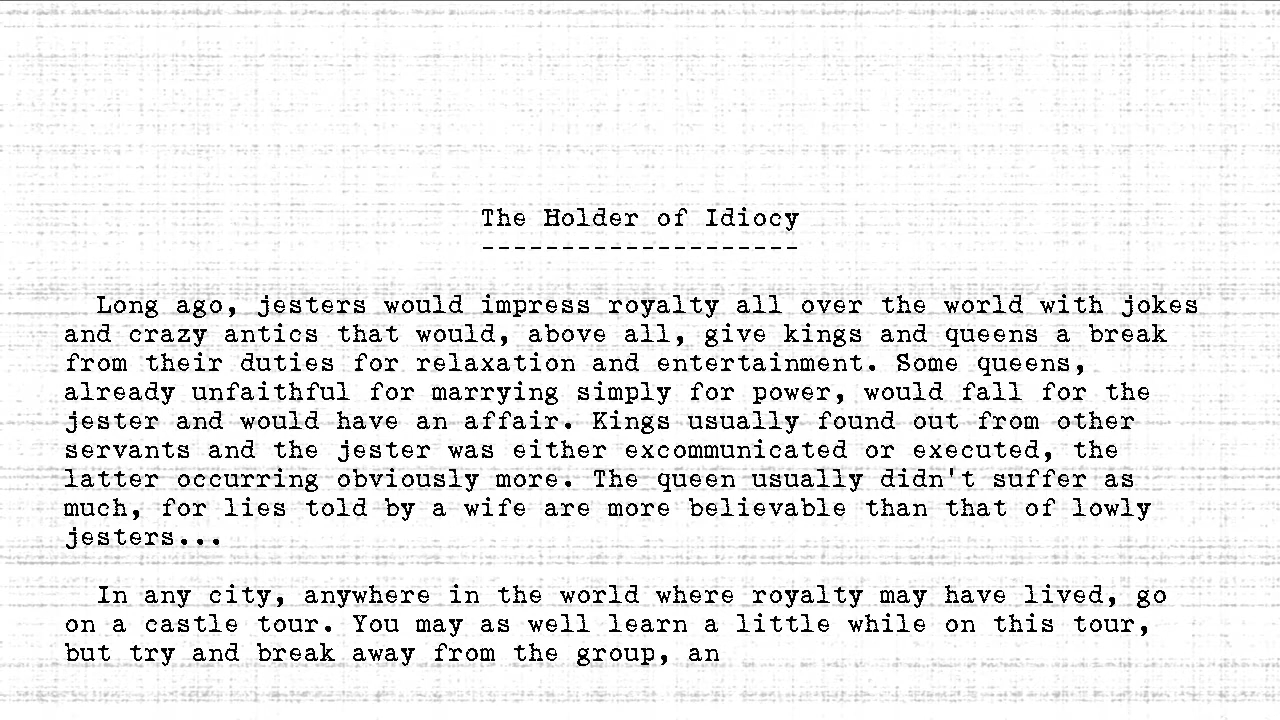 The Holder of Idiocy
--------------------
Long ago, jesters would impress royalty all over the world with jokes
and crazy antics that would, above all, give kings and queens a break
from their duties for relaxation and entertainment. Some queens,
already unfaithful for marrying simply for power, would fall for the
jester and would have an affair. Kings usually found out from other
servants and the jester was either excommunicated or executed, the
latter occurring obviously more. The queen usually didn't suffer as
much, for lies told by a wife are more believable than that of lowly
jesters...
In any city, anywhere in the world where royalty may have lived, go
on a castle tour. You may as well learn a little while on this tour,
but try and break away from the group, an